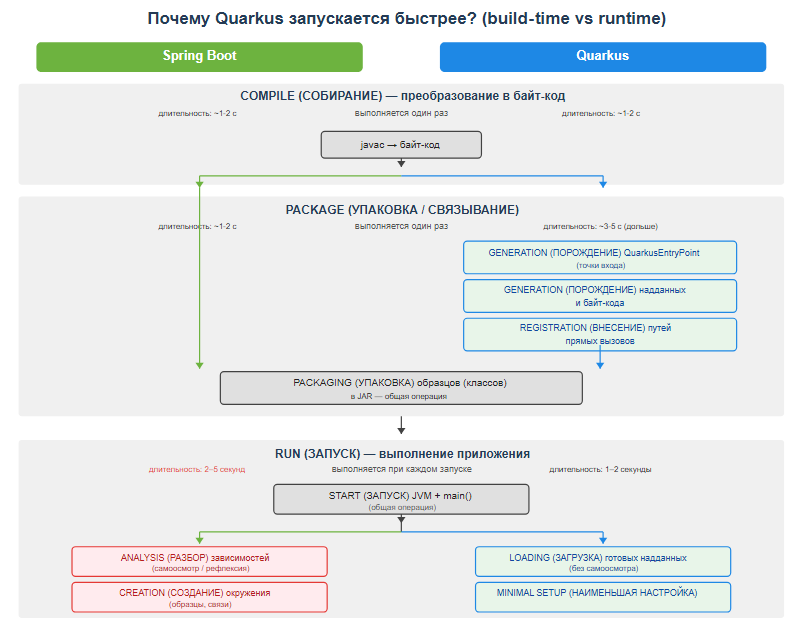 Почему Quarkus запускается быстрее? (build-time vs runtime)
Spring Boot
Quarkus
COMPILE (СОБИРАНИЕ) — преобразование в байт-код
длительность: ~1-2 с
выполняется один раз
длительность: ~1-2 с
javac → байт-код
PACKAGE (УПАКОВКА / СВЯЗЫВАНИЕ)
длительность: ~1-2 с
выполняется один раз
длительность: ~3-5 с (дольше)
GENERATION (ПОРОЖДЕНИЕ) QuarkusEntryPoint
(точки входа)
GENERATION (ПОРОЖДЕНИЕ) надданных
и байт-кода
REGISTRATION (ВНЕСЕНИЕ) путей
прямых вызовов
PACKAGING (УПАКОВКА) образцов (классов)
в JAR — общая операция
RUN (ЗАПУСК) — выполнение приложения
длительность: 2–5 секунд
выполняется при каждом запуске
длительность: 1–2 секунды
START (ЗАПУСК) JVM + main()
(общая операция)
ANALYSIS (РАЗБОР) зависимостей
(самоосмотр / рефлексия)
LOADING (ЗАГРУЗКА) готовых надданных
(без самоосмотра)
CREATION (СОЗДАНИЕ) окружения
(образцы, связи)
MINIMAL SETUP (НАИМЕНЬШАЯ НАСТРОЙКА)